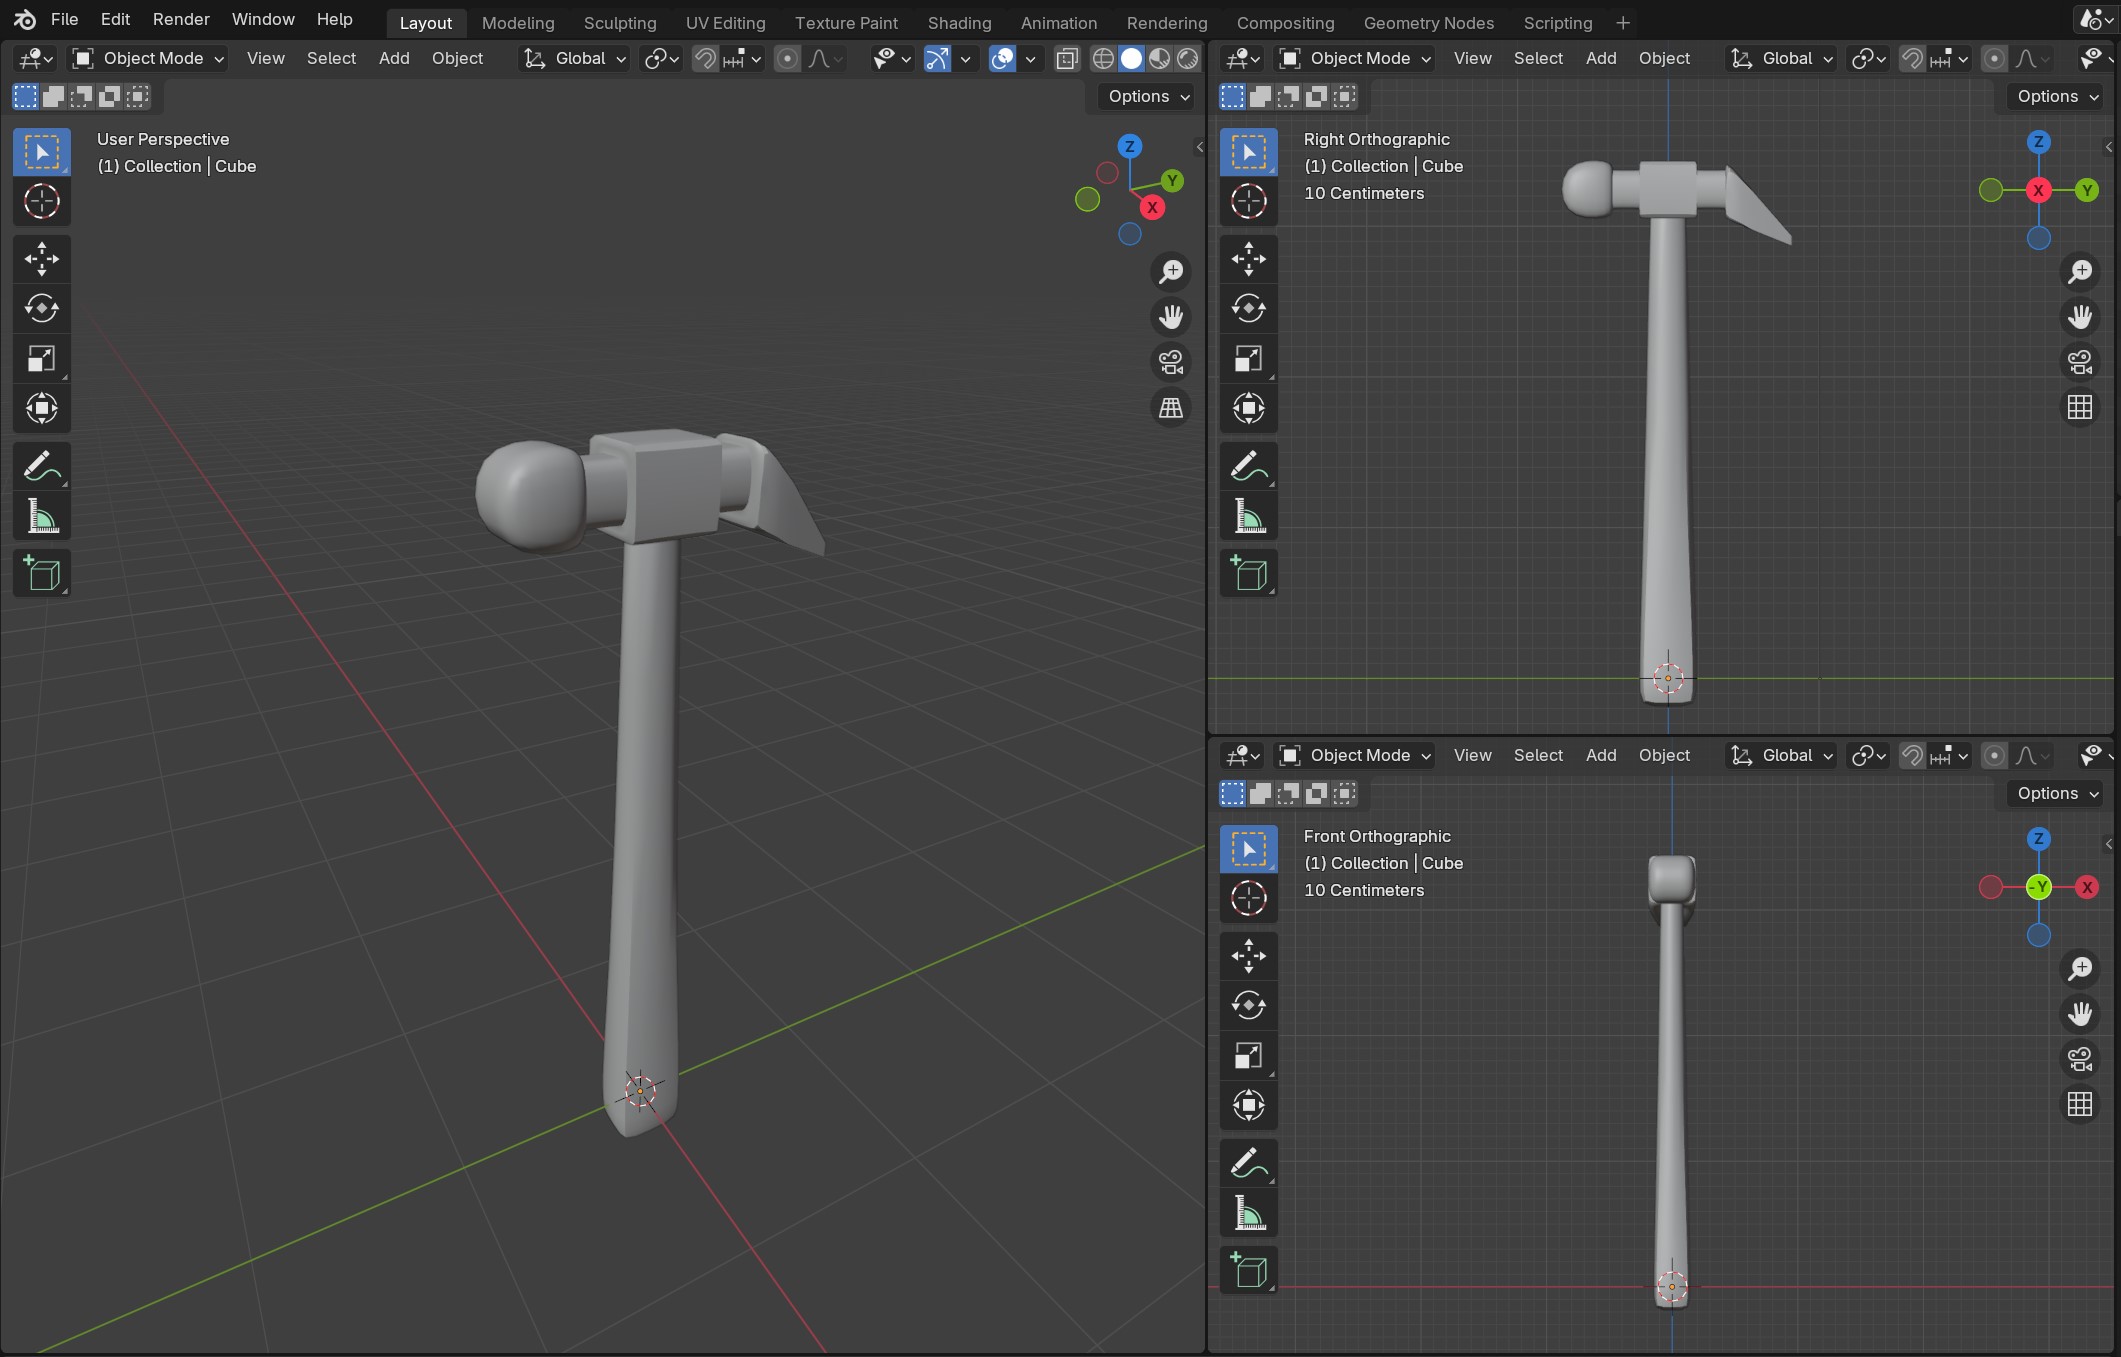 File Edit Render Window Help Layout Modeling Sculpting UV Editing Texture Paint Shading Animation Rendering Compositing Geometry Nodes Scripting +
Object Mode View Select Add Object Global
Options
User Perspective
(1) Collection | Cube
Z
Y
X
Object Mode View Select Add Object Global
Options
Right Orthographic
(1) Collection | Cube
10 Centimeters
Z
X Y
Object Mode View Select Add Object Global
Options
Front Orthographic
(1) Collection | Cube
10 Centimeters
Z
-Y X